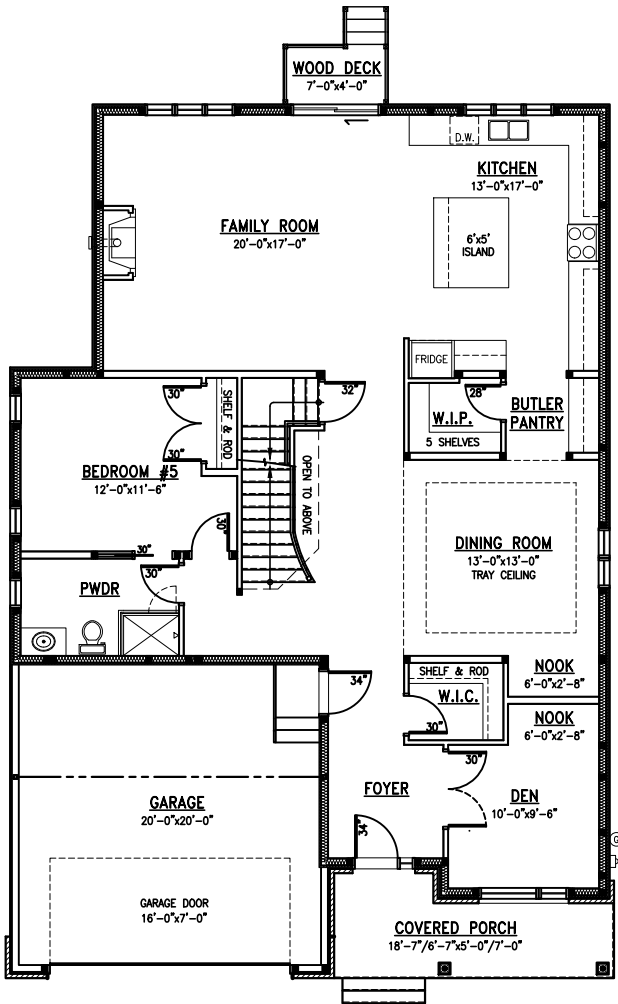 WOOD DECK
7'-0"x4'-0"
D.W.
KITCHEN
13'-0"x17'-0"
FAMILY ROOM
20'-0"x17'-0"
6'x5'
ISLAND
FRIDGE
32"
28"
30"
SHELF & ROD
W.I.P.
5 SHELVES
BUTLER
PANTRY
30"
BEDROOM #5
12'-0"x11'-6"
OPEN TO ABOVE
30"
DINING ROOM
13'-0"x13'-0"
TRAY CEILING
30"
30"
PWDR
SHELF & ROD
W.I.C.
30"
34"
NOOK
6'-0"x2'-8"
NOOK
6'-0"x2'-8"
30"
FOYER
DEN
10'-0"x9'-6"
GARAGE
20'-0"x20'-0"
34"
G
GARAGE DOOR
16'-0"x7'-0"
COVERED PORCH
18'-7"/6'-7"x5'-0"/7'-0"